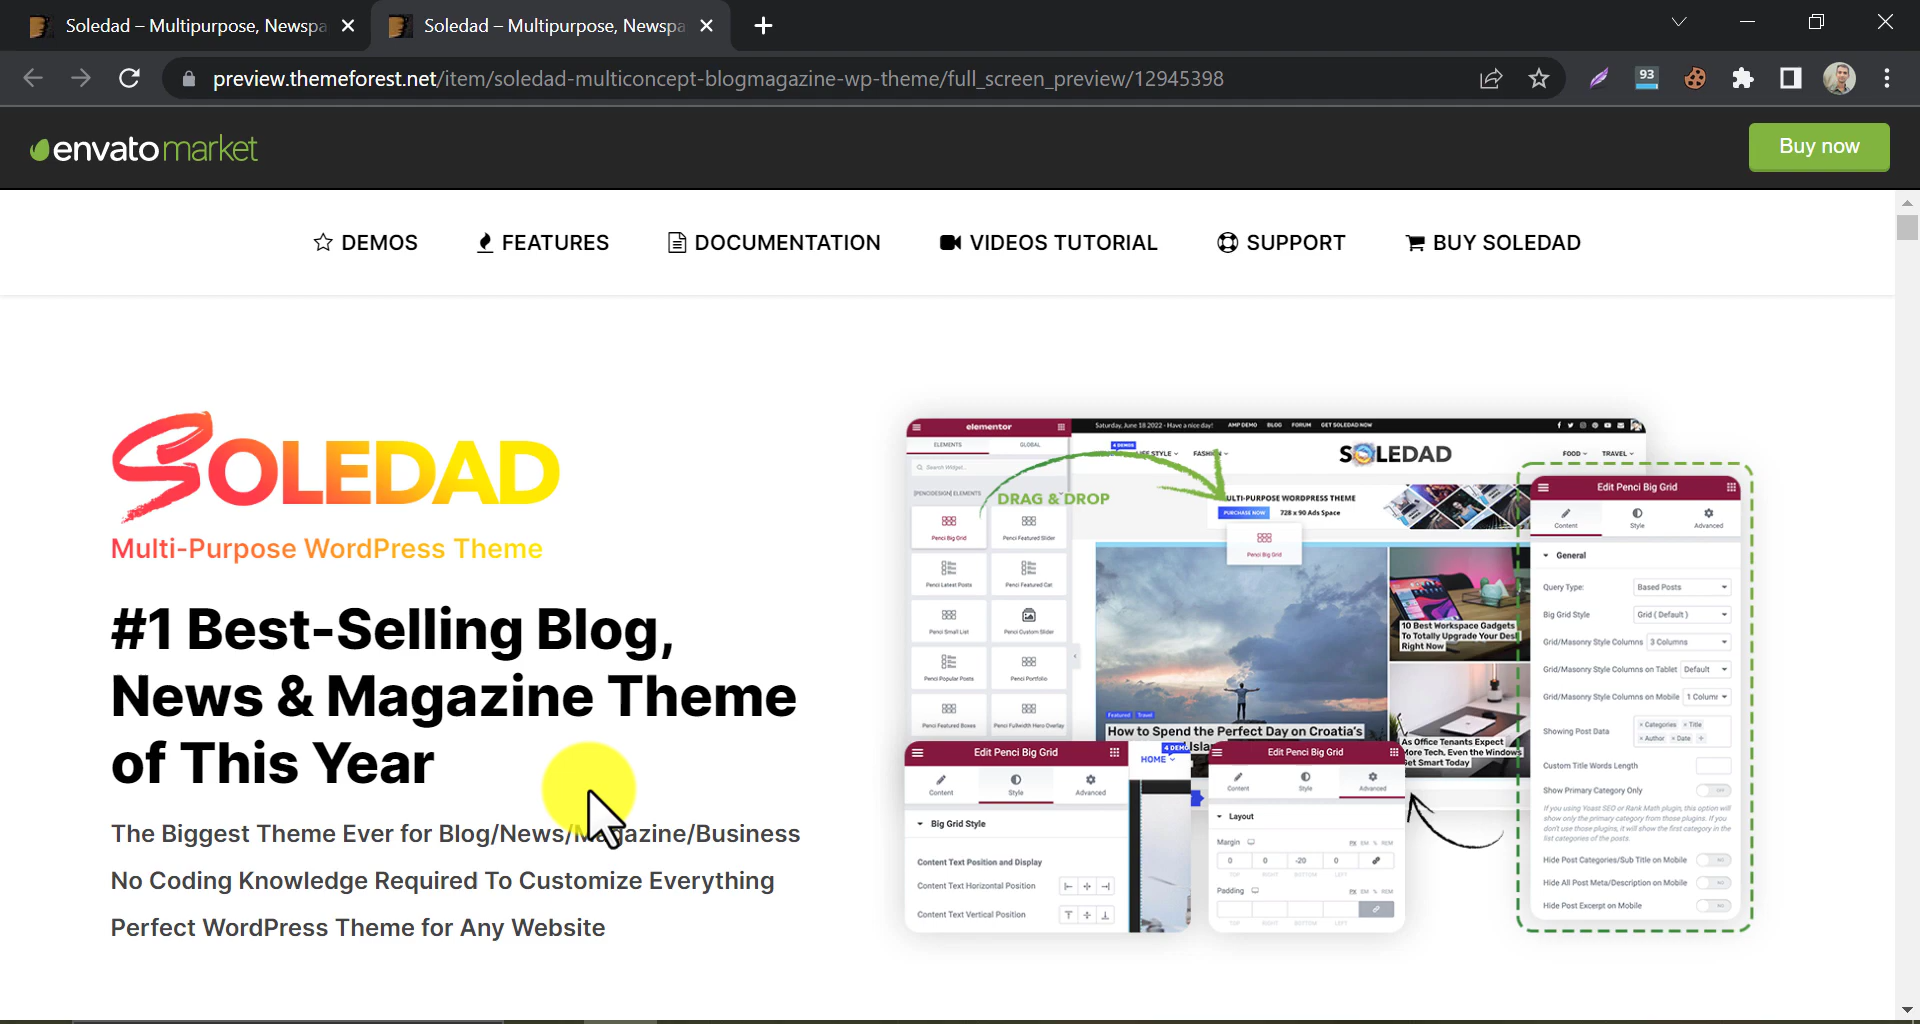 Soledad – Multipurpose, Newspa
Soledad – Multipurpose, Newspa
preview.themeforest.net/item/soledad-multiconcept-blogmagazine-wp-theme/full_screen_preview/12945398
93
envatomarket
Buy now
DEMOS
FEATURES
DOCUMENTATION
VIDEOS TUTORIAL
SUPPORT
BUY SOLEDAD
SOLEDAD
Multi-Purpose WordPress Theme
#1 Best-Selling Blog,
News & Magazine Theme
of This Year
The Biggest Theme Ever for Blog/News/Magazine/Business
No Coding Knowledge Required To Customize Everything
Perfect WordPress Theme for Any Website
elementor
ELEMENTS
GLOBAL
Search Widget...
[PENCIDESIGN] ELEMENTS
Penci Big Grid
Penci Featured Slider
Penci Latest Posts
Penci Featured Cat
Penci Small List
Penci Custom Slider
Penci Popular Posts
Penci Portfolio
Penci Featured Boxes
Penci Fullwidth Hero Overlay
Saturday, June 18 2022 - Have a nice day!
AMP DEMO
BLOG
FORUM
GET SOLEDAD NOW
4 DEMOS
LIFE STYLE
FASHION
SOLEDAD
FOOD
TRAVEL
DRAG & DROP
ULTI-PURPOSE WORDPRESS THEME
PURCHASE NOW
728 x 90 Ads Space
Penci Big Grid
10 Best Workspace Gadgets
To Totally Upgrade Your Desk
Right Now
Featured
Travel
How to Spend the Perfect Day on Croatia's
Isla
As Office Tenants Expect
More Tech, Even the Windows
Get Smart Today
Edit Penci Big Grid
Content
Style
Advanced
Big Grid Style
Content Text Position and Display
Content Text Horizontal Position
Content Text Vertical Position
4 DEMO
HOME
Edit Penci Big Grid
Content
Style
Advanced
Layout
Margin
PX EM % REM
0 0 -20 0
TOP RIGHT BOTTOM LEFT
Padding
PX EM % REM
TOP RIGHT BOTTOM LEFT
Edit Penci Big Grid
Content
Style
Advanced
General
Query Type:
Based Posts
Big Grid Style
Grid ( Default )
Grid/Masonry Style Columns
3 Columns
Grid/Masonry Style Columns on Tablet
Default
Grid/Masonry Style Columns on Mobile
1 Column
Showing Post Data
× Categories × Title
× Author × Date +
Custom Title Words Length
Show Primary Category Only
OFF
If you using Yoast SEO or Rank Math plugin, this option will
show only the primary category from those plugins. If you
don't use those plugins, it will show the first category in the
list categories of the posts.
Hide Post Categories/Sub Title on Mobile
NO
Hide All Post Meta/Description on Mobile
NO
Hide Post Excerpt on Mobile
NO